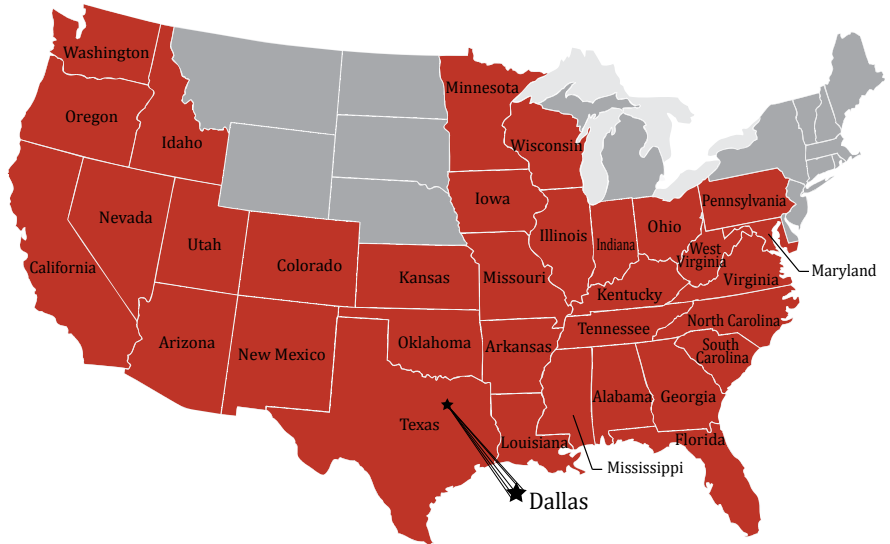 Washington
Minnesota
Oregon
Idaho
Wisconsin
Iowa
Pennsylvania
Nevada
Ohio
Illinois
Indiana
Utah
West
Virginia
California
Colorado
Kansas
Missouri
Maryland
Virginia
Kentucky
North Carolina
Tennessee
Arizona
New Mexico
Oklahoma
Arkansas
South
Carolina
Alabama
Georgia
Texas
Louisiana
Florida
Mississippi
Dallas